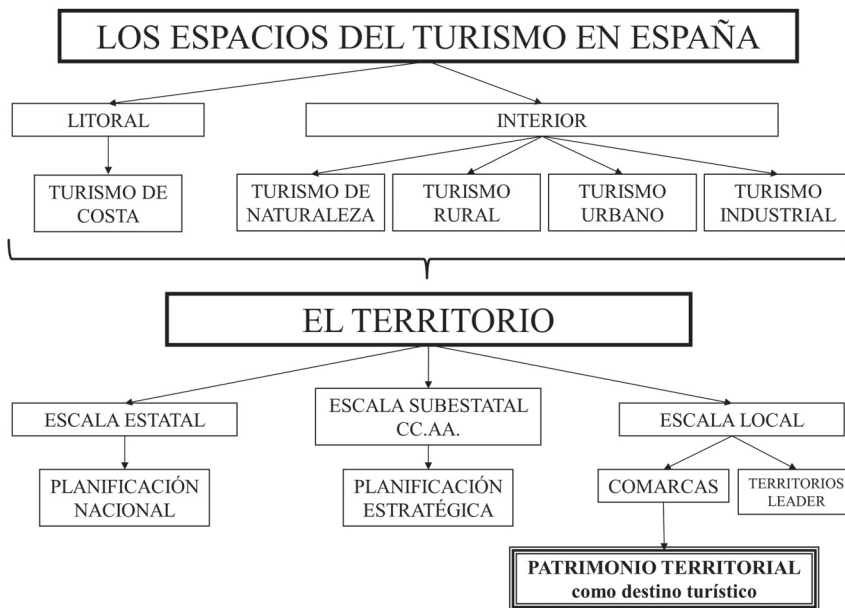 LOS ESPACIOS DEL TURISMO EN ESPAÑA
LITORAL
INTERIOR
TURISMO DE
COSTA
TURISMO DE
NATURALEZA
TURISMO
RURAL
TURISMO
URBANO
TURISMO
INDUSTRIAL
EL TERRITORIO
ESCALA ESTATAL
ESCALA SUBESTATAL
CC.AA.
ESCALA LOCAL
PLANIFICACIÓN
NACIONAL
PLANIFICACIÓN
ESTRATÉGICA
COMARCAS
TERRITORIOS
LEADER
PATRIMONIO TERRITORIAL
como destino turístico